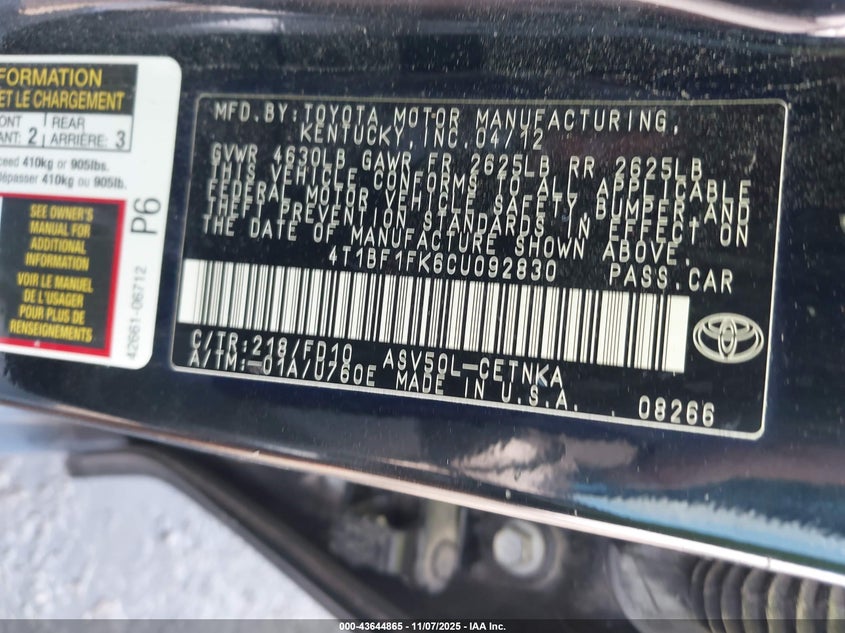 FORMATION
ET LE CHARGEMENT
ONT
ANT: 2
REAR
ARRIÈRE: 3
ceed 410kg or 905lbs.
dépasser 410kg ou 905lb.
SEE OWNER'S
MANUAL FOR
ADDITIONAL
INFORMATION
VOIR LE MANUEL
DE L'USAGER
POUR PLUS DE
RENSEIGNEMENTS
P6
42661-06712
MFD.BY:TOYOTA MOTOR MANUFACTURING,
KENTUCKY,INC.04/12
GVWR 4630LB GAWR FR 2625LB RR 2625LB
THIS VEHICLE CONFORMS TO ALL APPLICABLE
FEDERAL MOTOR VEHICLE SAFETY,BUMPER,AND
THEFT PREVENTION STANDARDS IN EFFECT ON
THE DATE OF MANUFACTURE SHOWN ABOVE.
4T1BF1FK6CU092830 PASS.CAR
C/TR:218/FD10 ASV50L-CETNKA
A/TM:-01A/U760E MADE IN U.S.A. 08266
TOYOTA
000-43644865 - 11/07/2025 - IAA Inc.